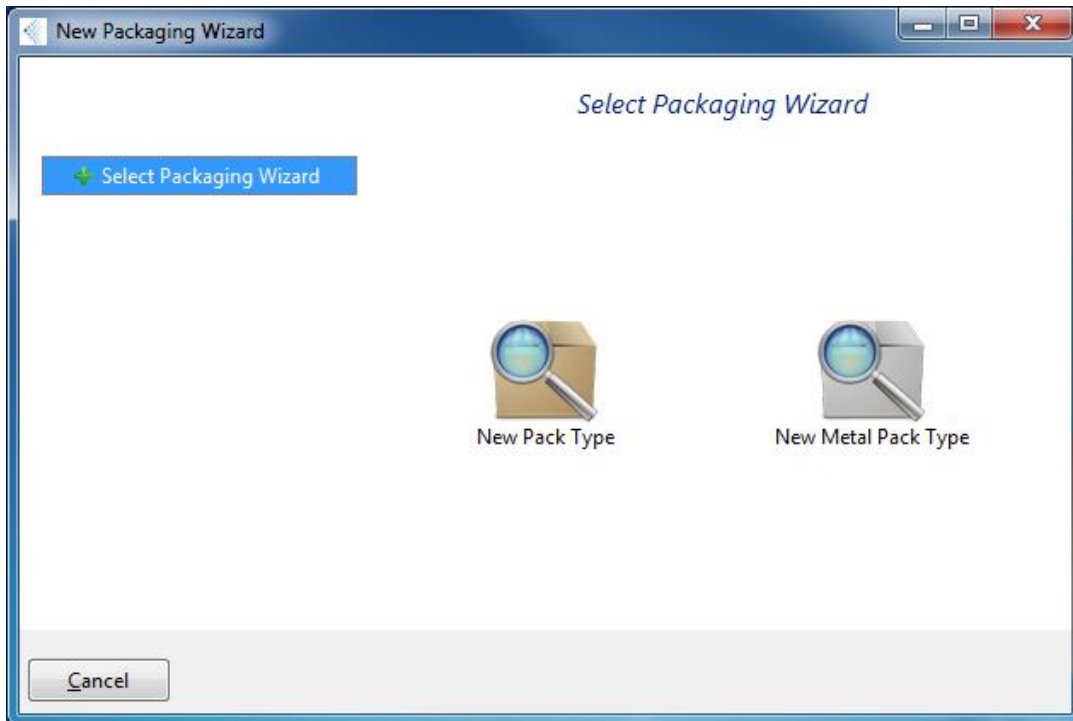 New Packaging Wizard
Select Packaging Wizard
Select Packaging Wizard
New Pack Type
New Metal Pack Type
Cancel